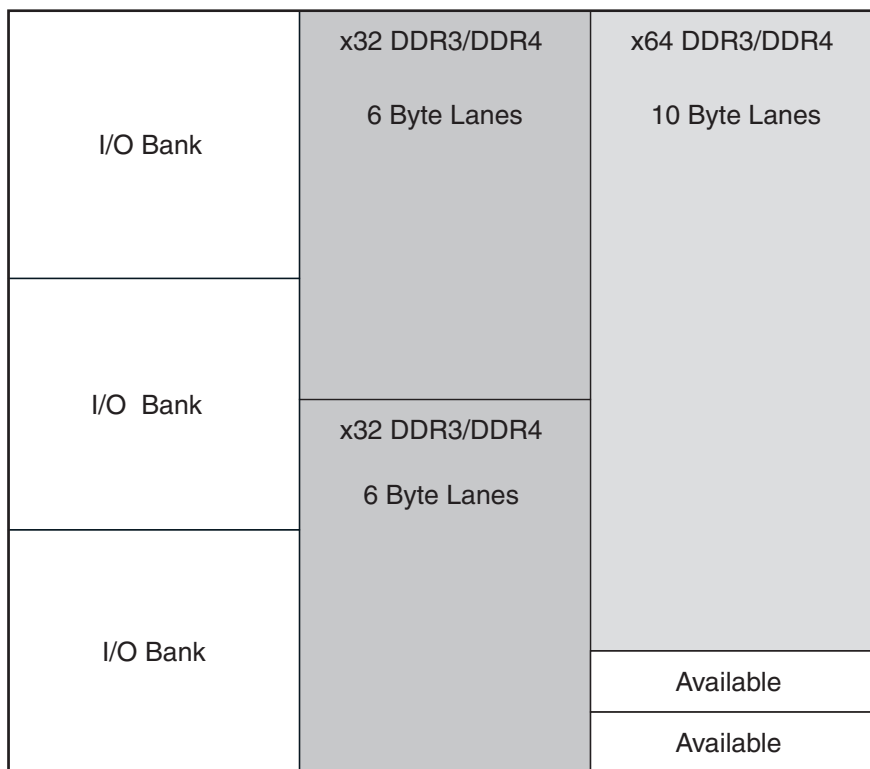 I/O Bank
I/O Bank
I/O Bank
x32 DDR3/DDR4
6 Byte Lanes
x32 DDR3/DDR4
6 Byte Lanes
x64 DDR3/DDR4
10 Byte Lanes
Available
Available